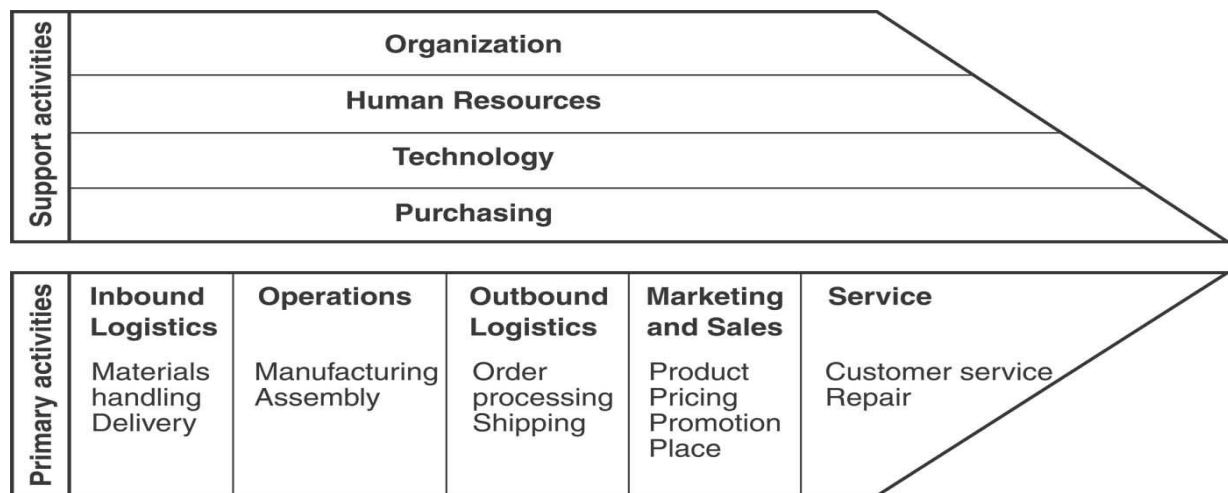 Support activities
Organization
Human Resources
Technology
Purchasing
Primary activities
Inbound
Logistics
Materials
handling
Delivery
Operations
Manufacturing
Assembly
Outbound
Logistics
Order
processing
Shipping
Marketing
and Sales
Product
Pricing
Promotion
Place
Service
Customer service
Repair